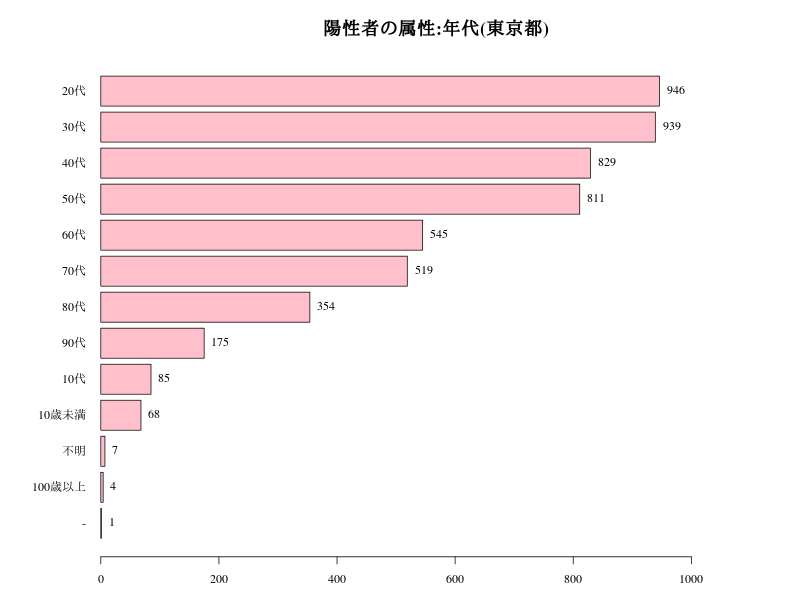 陽性者の属性:年代(東京都)
20代 946
30代 939
40代 829
50代 811
60代 545
70代 519
80代 354
90代 175
10代 85
10歳未満 68
不明 7
100歳以上 4
- 1
0 200 400 600 800 1000